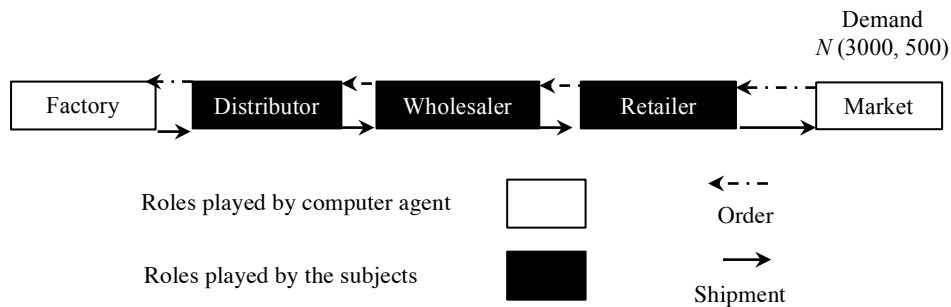 Demand
N (3000, 500)
Factory
Distributor
Wholesaler
Retailer
Market
Roles played by computer agent
Order
Roles played by the subjects
Shipment